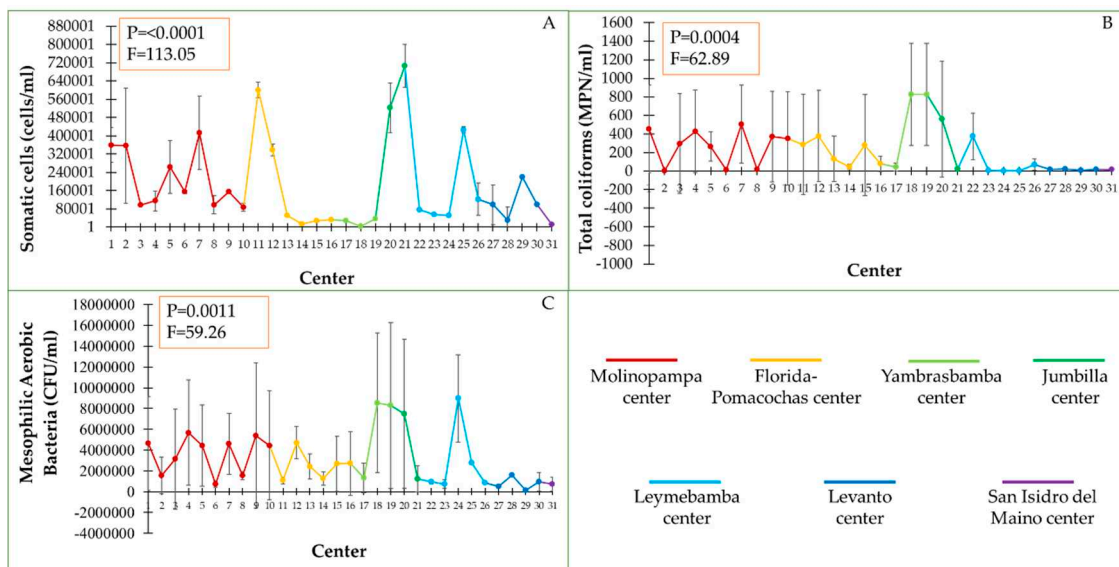 A
P=<0.0001
F=113.05
Somatic cells (cells/ml)
880001
800001
720001
640001
560001
480001
400001
320001
240001
160001
80001
1
1 2 3 4 5 6 7 8 9 10 11 12 13 14 15 16 17 18 19 20 21 22 23 24 25 26 27 28 29 30 31
Center
B
P=0.0004
F=62.89
Total coliforms (MPN/ml)
1600
1400
1200
1000
800
600
400
200
0
-200
-400
-600
-800
-1000
2 3 4 5 6 7 8 9 10 11 12 13 14 15 16 17 18 19 20 21 22 23 24 25 26 27 28 29 30 31
Center
C
P=0.0011
F=59.26
Mesophilic Aerobic
Bacteria (CFU/ml)
18000000
16000000
14000000
12000000
10000000
8000000
6000000
4000000
2000000
0
-2000000
-4000000
2 3 4 5 6 7 8 9 10 11 12 13 14 15 16 17 18 19 20 21 22 23 24 25 26 27 28 29 30 31
Center
Molinopampa
center
Florida-
Pomacochas center
Yambrasbamba
center
Jumbilla
center
Leymebamba
center
Levanto
center
San Isidro del
Maino center